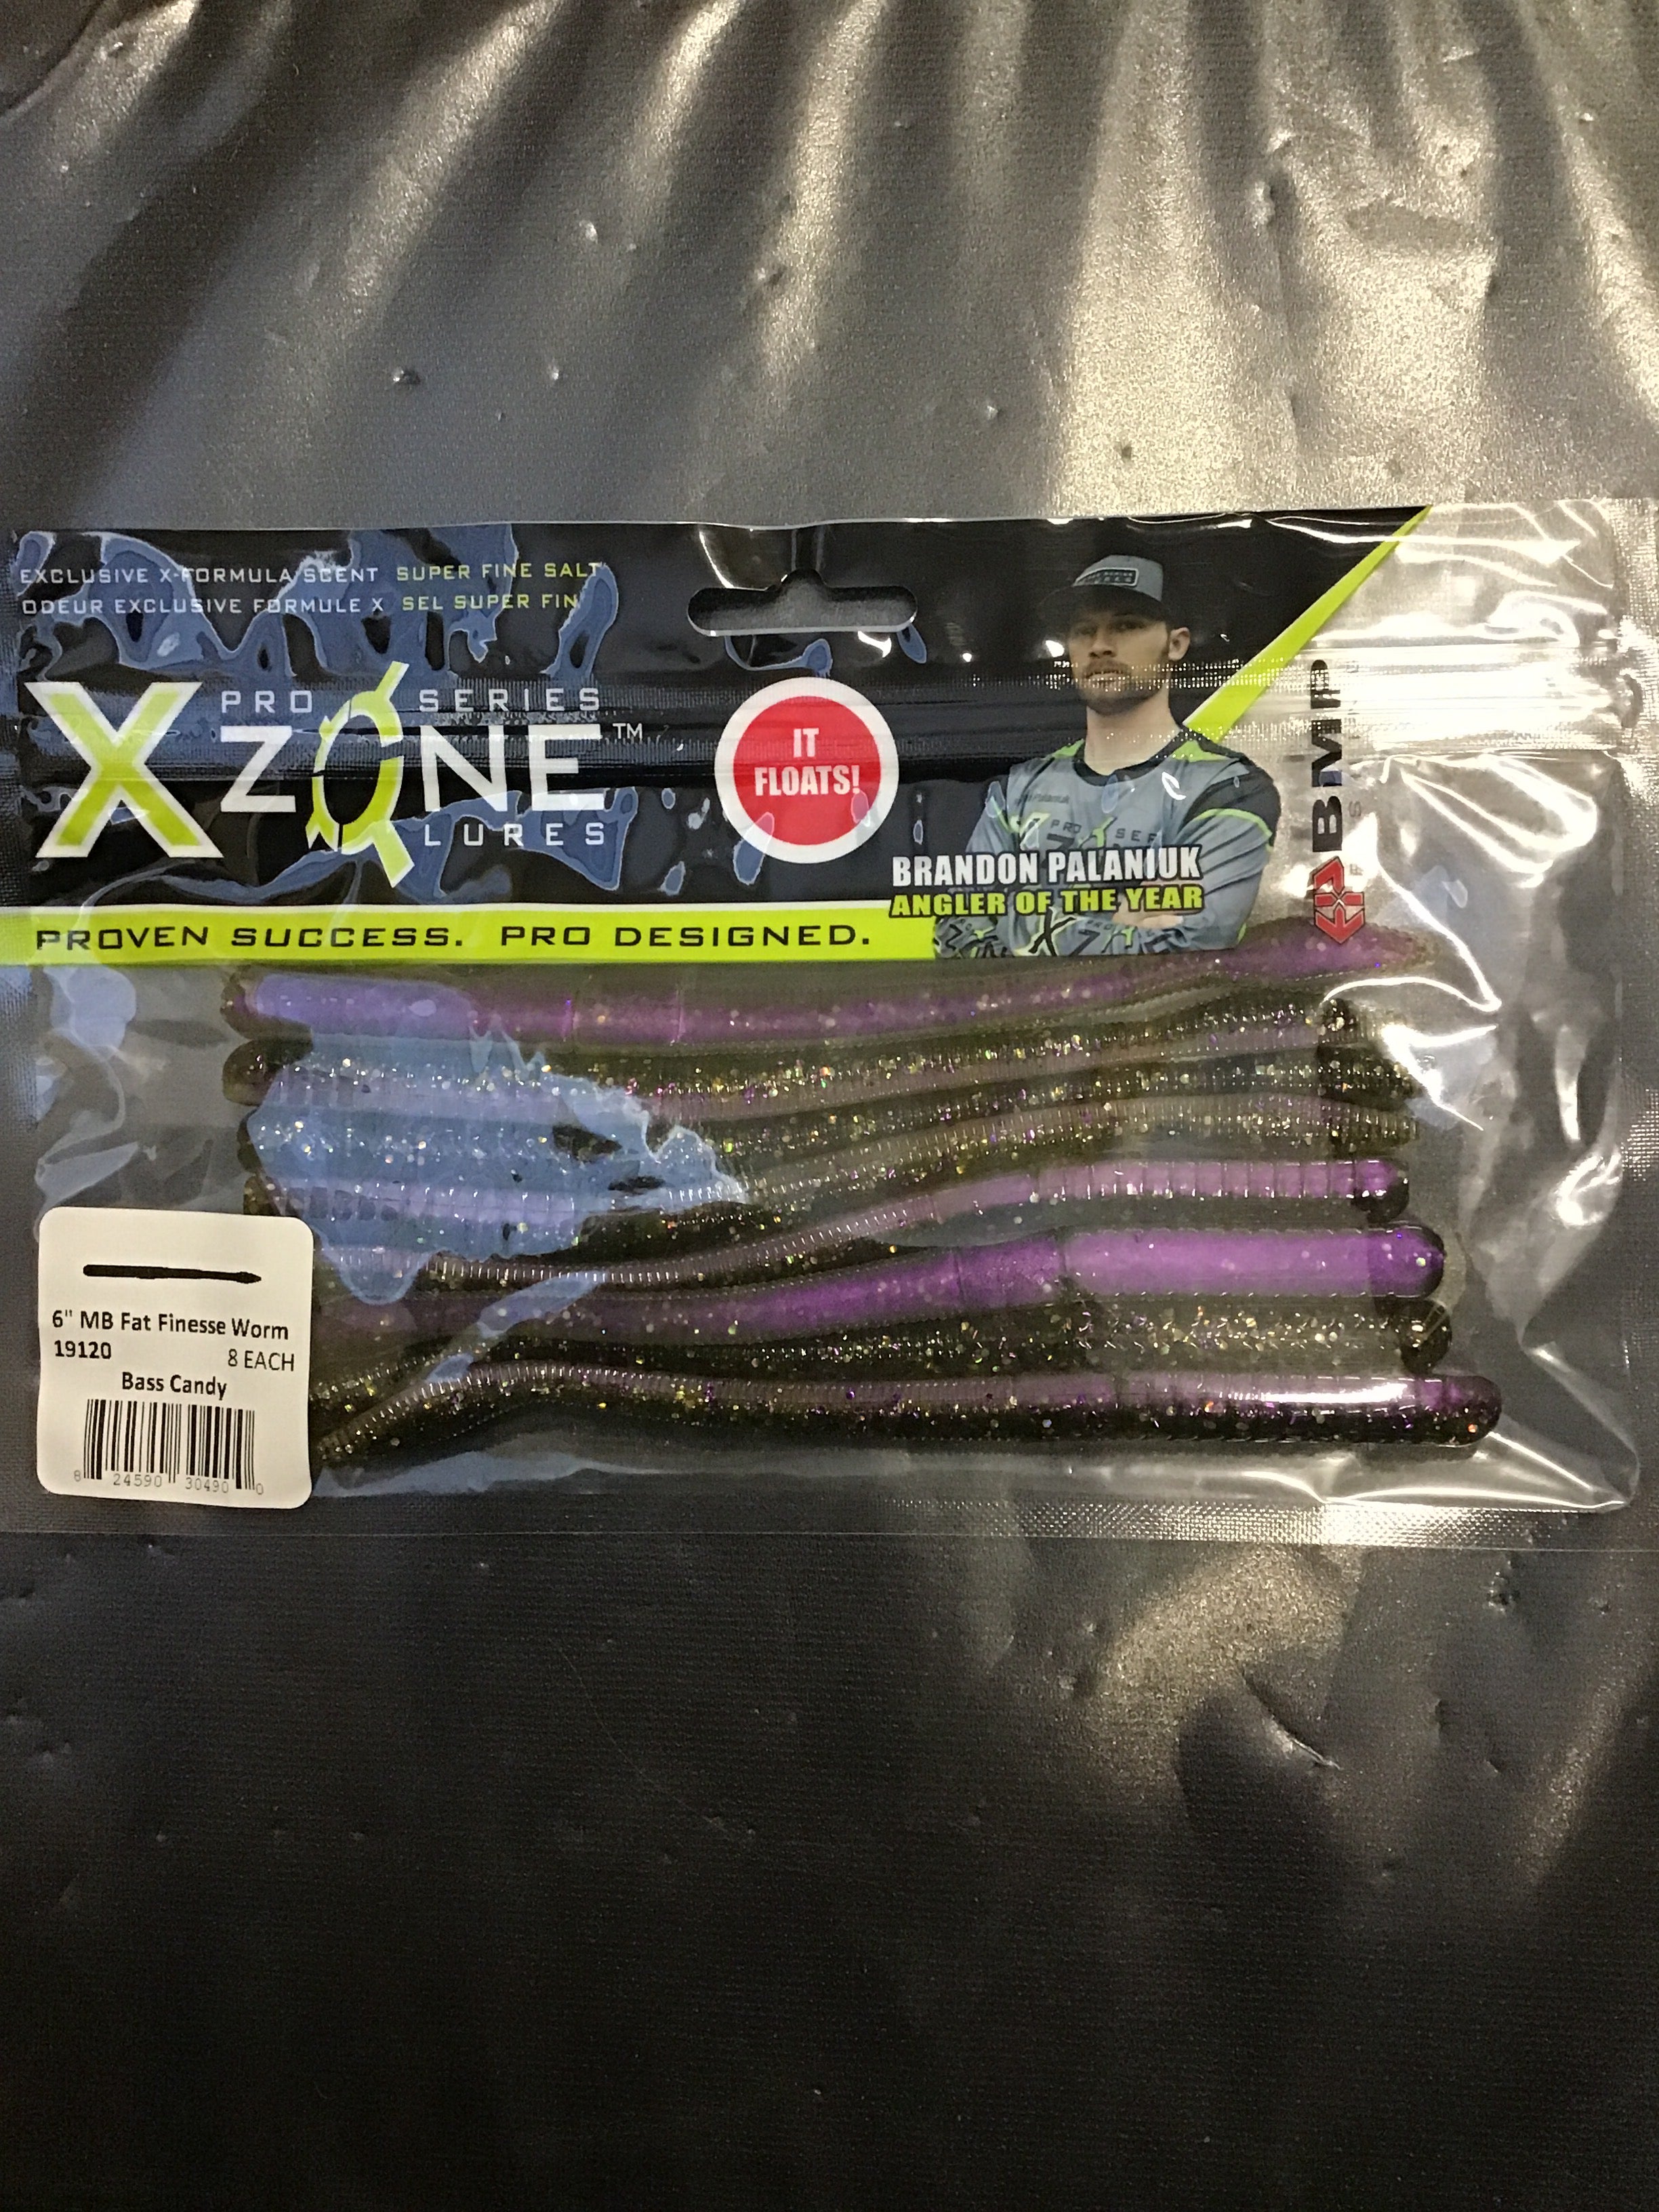 EXCLUSIVE X-FORMULA SCENT SUPER FINE SALT
ODEUR EXCLUSIVE FORMULE X SEL SUPER FIN
X PRO SERIES
ZONE™
LURES
IT
FLOATS!
BRANDON PALANIUK
ANGLER OF THE YEAR
BMP
PROVEN SUCCESS. PRO DESIGNED.
6" MB Fat Finesse Worm
19120 8 EACH
Bass Candy
8 24590 30490 0